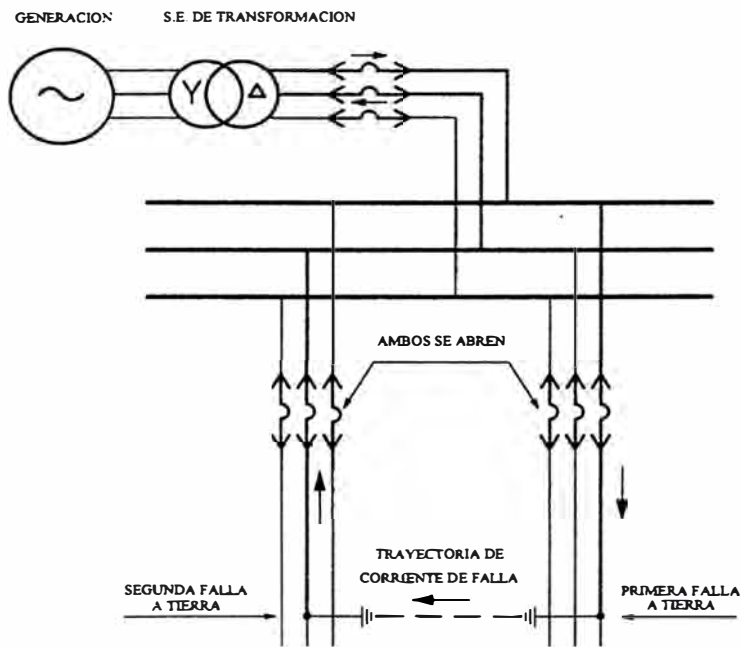 GENERACION
S.E. DE TRANSFORMACION
Y
Δ
AMBOS SE ABREN
TRAYECTORIA DE
CORRIENTE DE FALLA
SEGUNDA FALLA
A TIERRA
PRIMERA FALLA
A TIERRA